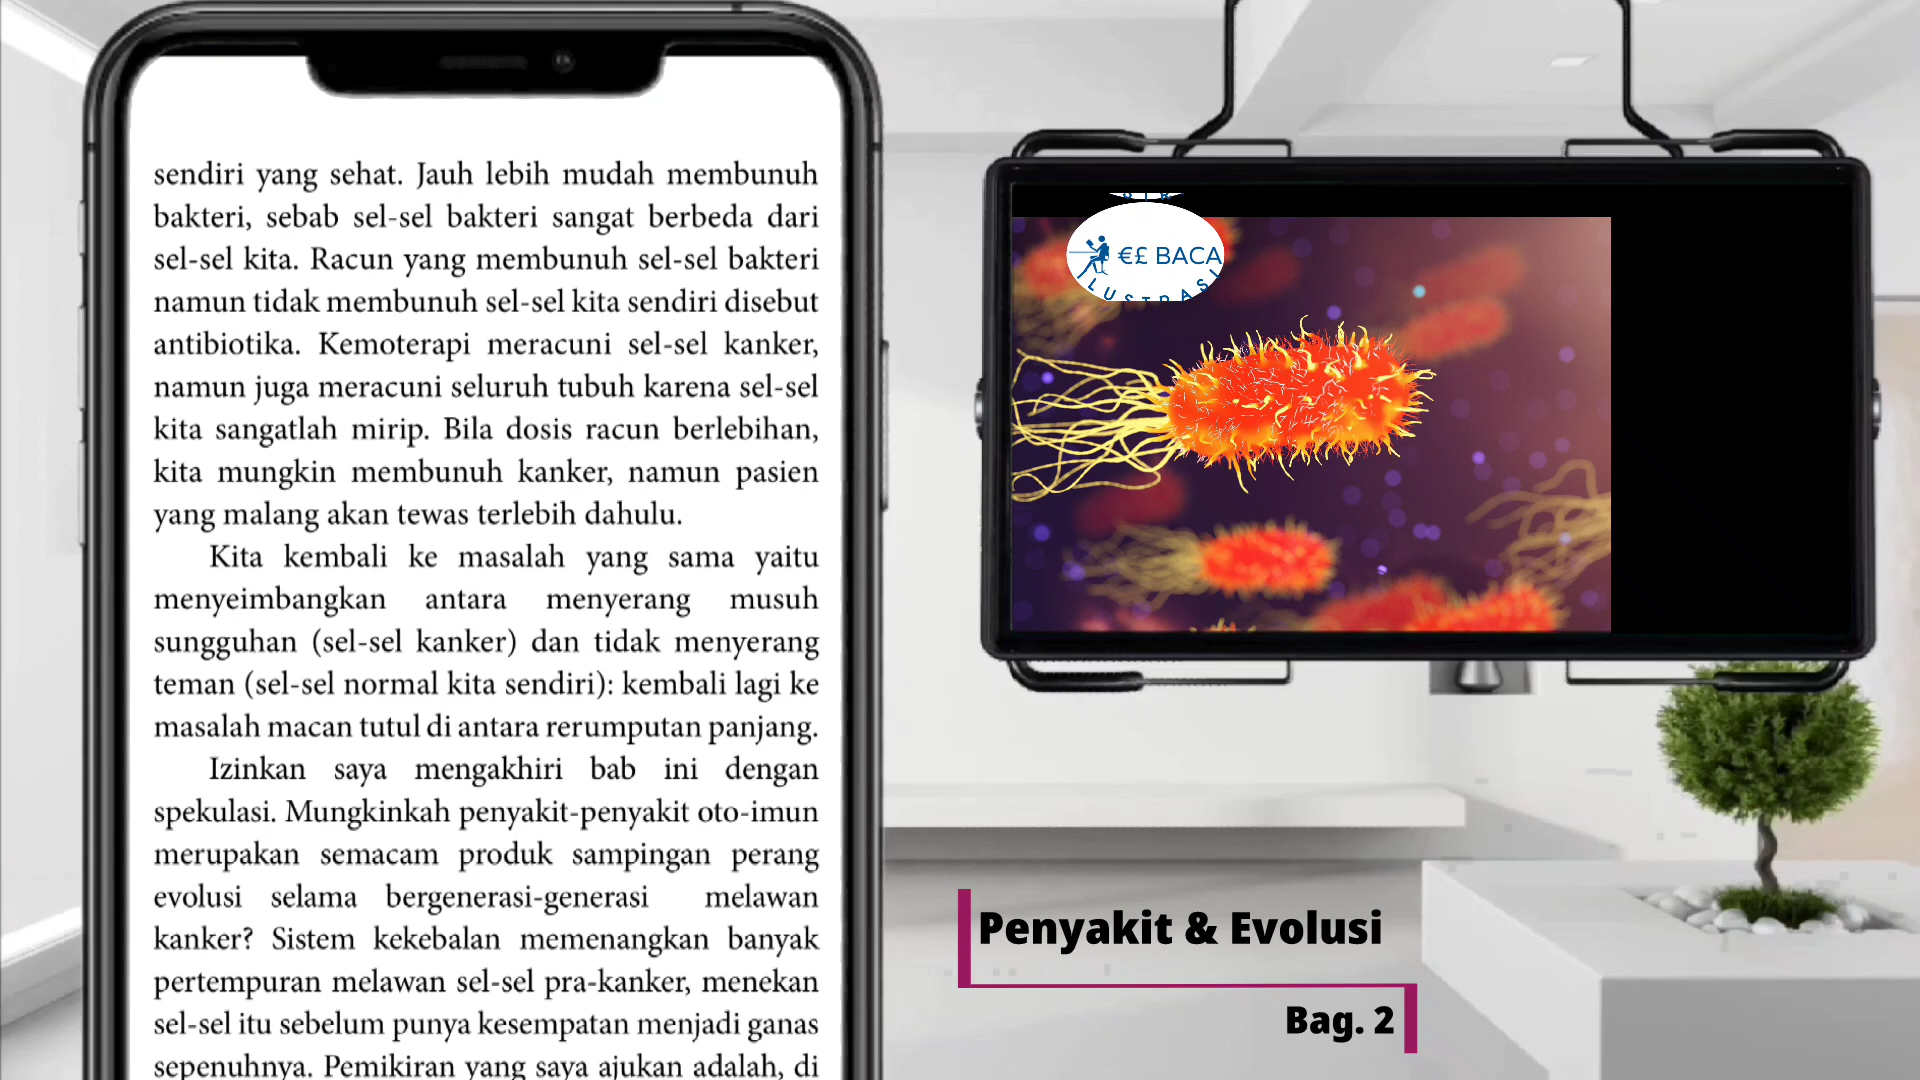 sendiri yang sehat. Jauh lebih mudah membunuh
bakteri, sebab sel-sel bakteri sangat berbeda dari
sel-sel kita. Racun yang membunuh sel-sel bakteri
namun tidak membunuh sel-sel kita sendiri disebut
antibiotika. Kemoterapi meracuni sel-sel kanker,
namun juga meracuni seluruh tubuh karena sel-sel
kita sangatlah mirip. Bila dosis racun berlebihan,
kita mungkin membunuh kanker, namun pasien
yang malang akan tewas terlebih dahulu.
Kita kembali ke masalah yang sama yaitu
menyeimbangkan antara menyerang musuh
sungguhan (sel-sel kanker) dan tidak menyerang
teman (sel-sel normal kita sendiri): kembali lagi ke
masalah macan tutul di antara rerumputan panjang.
Izinkan saya mengakhiri bab ini dengan
spekulasi. Mungkinkah penyakit-penyakit oto-imun
merupakan semacam produk sampingan perang
evolusi selama bergenerasi-generasi melawan
kanker? Sistem kekebalan memenangkan banyak
pertempuran melawan sel-sel pra-kanker, menekan
sel-sel itu sebelum punya kesempatan menjadi ganas
sepenuhnya. Pemikiran yang saya ajukan adalah, di
€£ BACA
LUSTRASI
Penyakit & Evolusi
Bag. 2